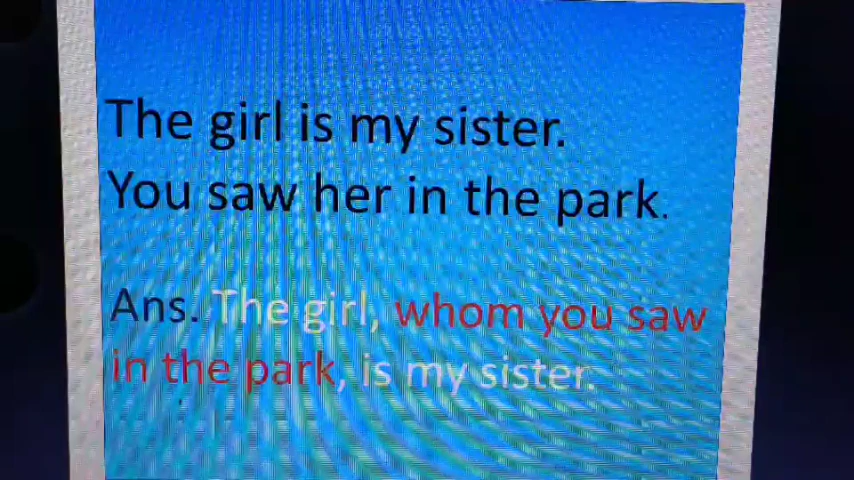 The girl is my sister.
You saw her in the park.
Ans. The girl, whom you saw
in the park, is my sister.